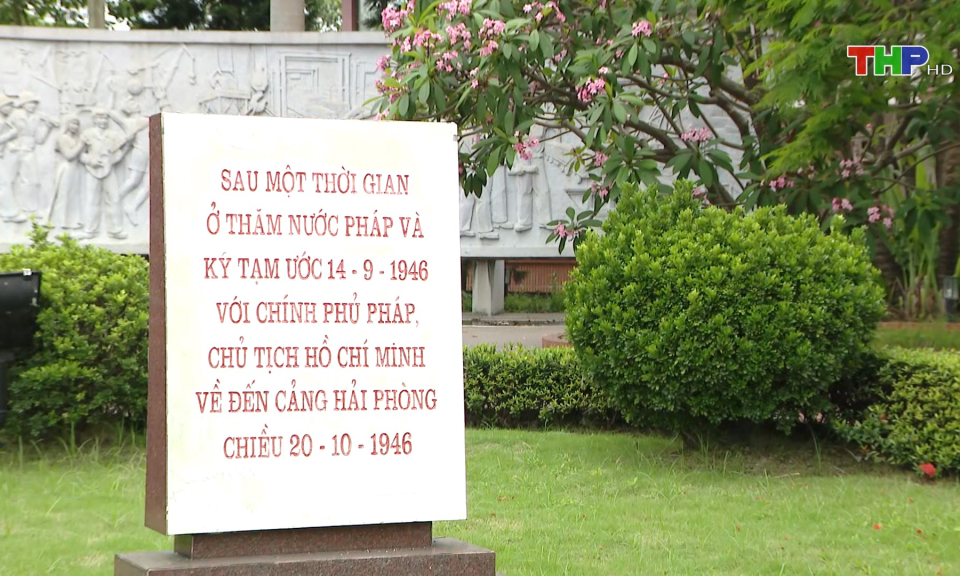 THP HD
SAU MỘT THỜI GIAN
Ở THĂM NƯỚC PHÁP VÀ
KÝ TẠM ƯỚC 14 - 9 - 1946
VỚI CHÍNH PHỦ PHÁP,
CHỦ TỊCH HỒ CHÍ MINH
VỀ ĐẾN CẢNG HẢI PHÒNG
CHIỀU 20 - 10 - 1946